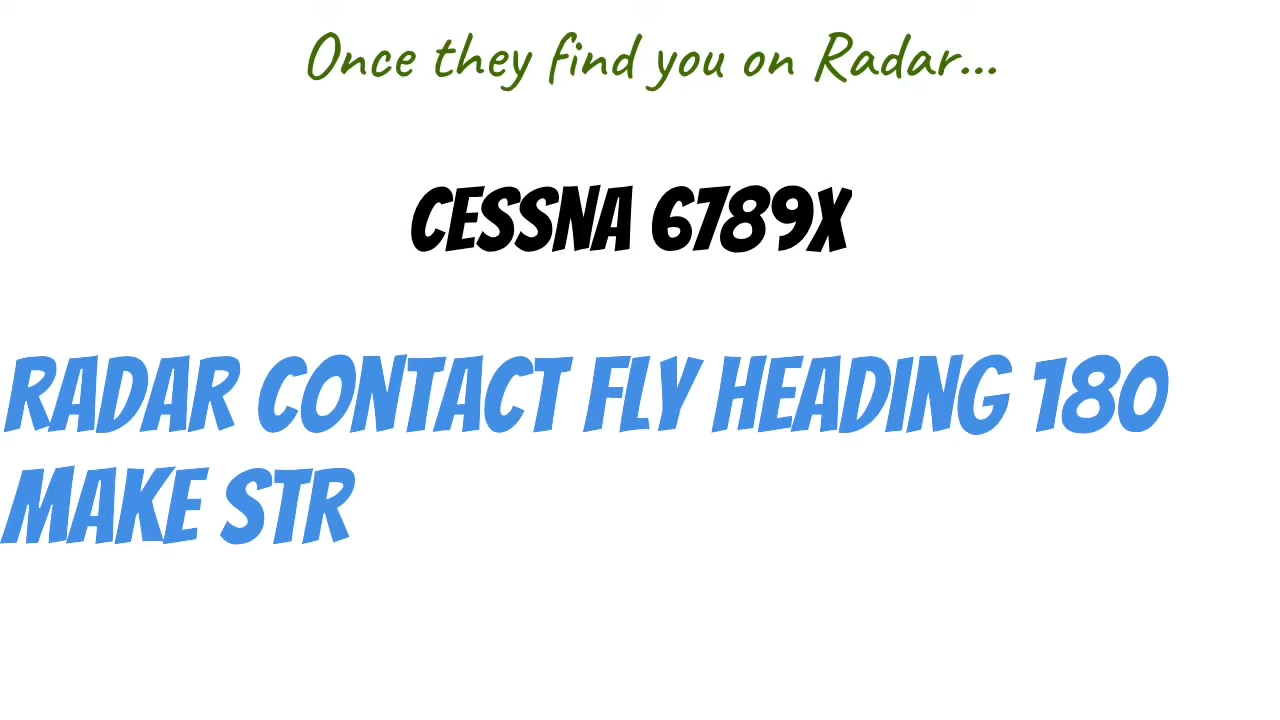 Once they find you on Radar...
CESSNA 6789X
RADAR CONTACT FLY HEADING 180
MAKE STR